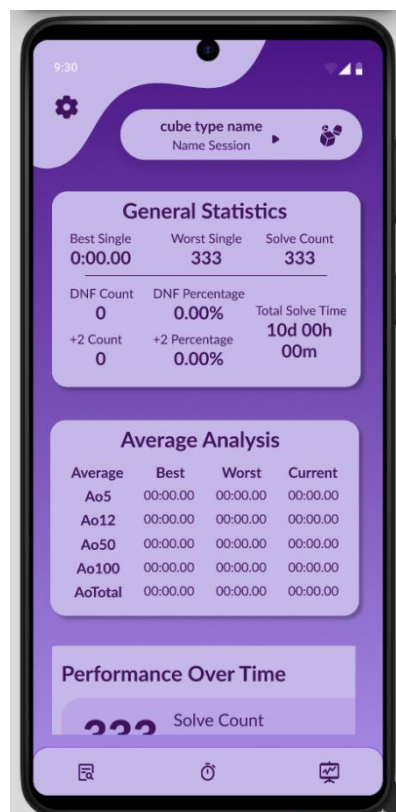 9:30
cube type name
Name Session
General Statistics
Best Single Worst Single Solve Count
0:00.00 333 333
DNF Count DNF Percentage
0 0.00%
Total Solve Time
10d 00h
00m
+2 Count +2 Percentage
0 0.00%
Average Analysis
Average Best Worst Current
Ao5 00:00.00 00:00.00 00:00.00
Ao12 00:00.00 00:00.00 00:00.00
Ao50 00:00.00 00:00.00 00:00.00
Ao100 00:00.00 00:00.00 00:00.00
AoTotal 00:00.00 00:00.00 00:00.00
Performance Over Time
333 Solve Count